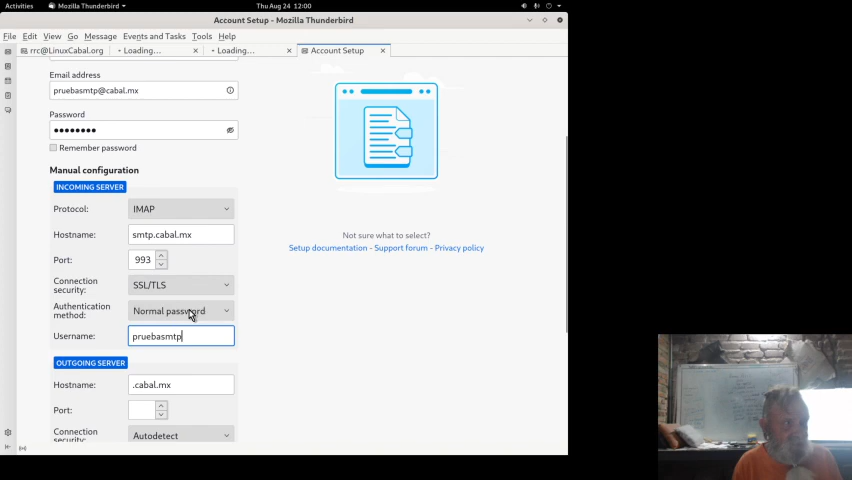 Activities Mozilla Thunderbird Thu Aug 24 12:00
Account Setup - Mozilla Thunderbird
File Edit View Go Message Events and Tasks Tools Help
rrc@LinuxCabal.org Loading... Loading... Account Setup
Email address
pruebasmtp@cabal.mx
Password
••••••••
Remember password
Manual configuration
INCOMING SERVER
Protocol: IMAP
Hostname: smtp.cabal.mx
Port: 993
Connection security: SSL/TLS
Authentication method: Normal password
Username: pruebasmtp
OUTGOING SERVER
Hostname: .cabal.mx
Port:
Connection security: Autodetect
Not sure what to select?
Setup documentation - Support forum - Privacy policy